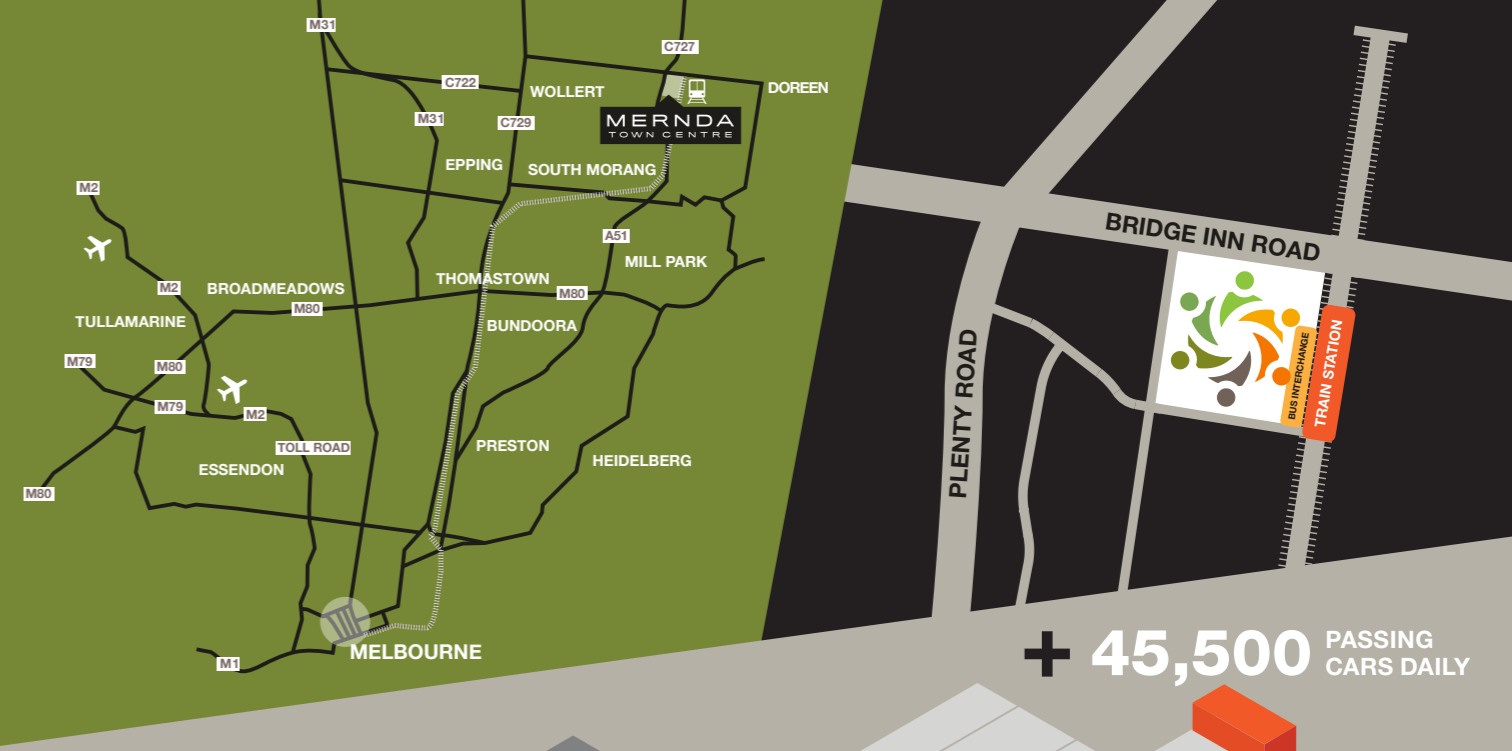 M31
C727
C722
WOLLERT
DOREEN
M31
C729
MERNDA
TOWN CENTRE
EPPING
SOUTH MORANG
M2
A51
MILL PARK
THOMASTOWN
M2
BROADMEADOWS
M80
M80
TULLAMARINE
BUNDOORA
M79
M80
M79
M2
TOLL ROAD
PRESTON
ESSENDON
HEIDELBERG
M80
MELBOURNE
M1
BRIDGE INN ROAD
PLENTY ROAD
BUS INTERCHANGE
TRAIN STATION
+ 45,500 PASSING
CARS DAILY